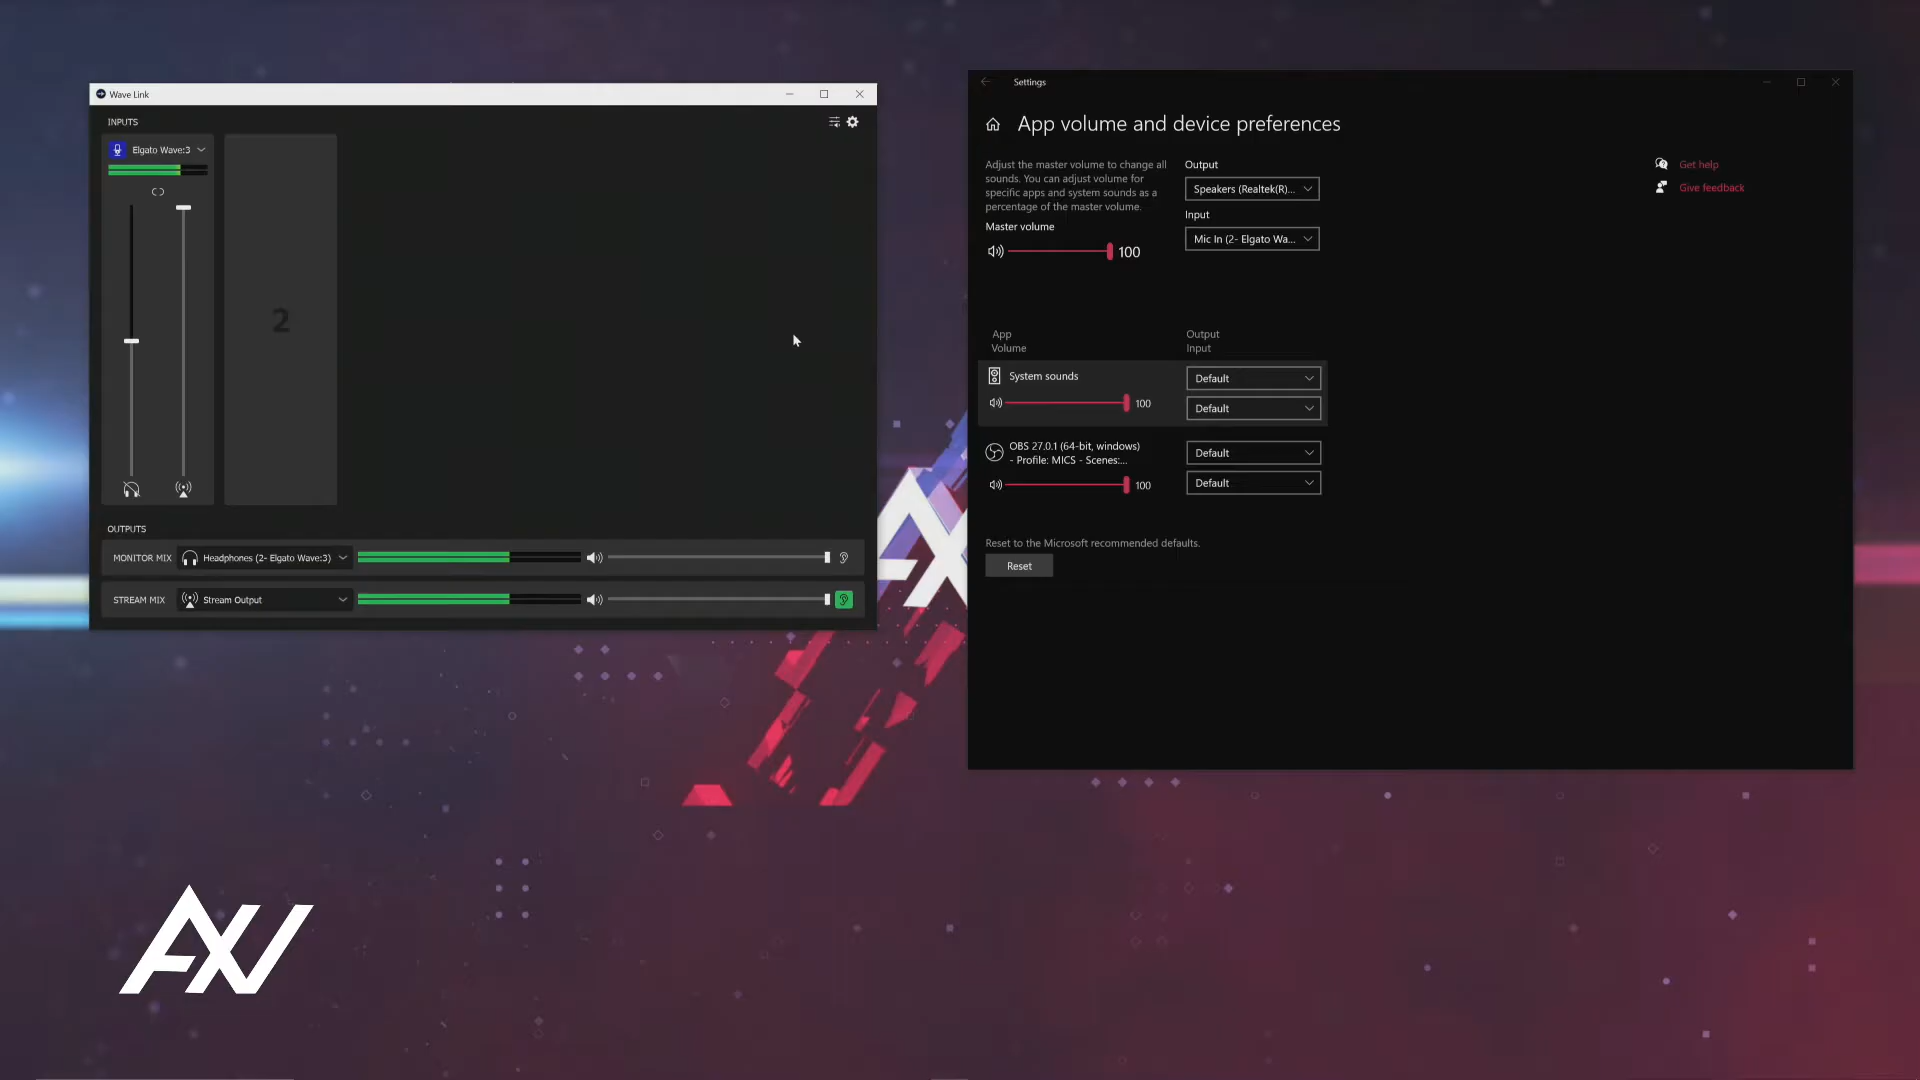 Wave Link
INPUTS
Elgato Wave:3
2
OUTPUTS
MONITOR MIX
Headphones (2- Elgato Wave:3)
STREAM MIX
Stream Output
Settings
App volume and device preferences
Adjust the master volume to change all
sounds. You can adjust volume for
specific apps and system sounds as a
percentage of the master volume.
Master volume
100
Output
Speakers (Realtek(R)...
Input
Mic In (2- Elgato Wa...
Get help
Give feedback
App
Volume
Output
Input
System sounds
100
Default
Default
OBS 27.0.1 (64-bit, windows)
- Profile: MICS - Scenes:...
100
Default
Default
Reset to the Microsoft recommended defaults.
Reset